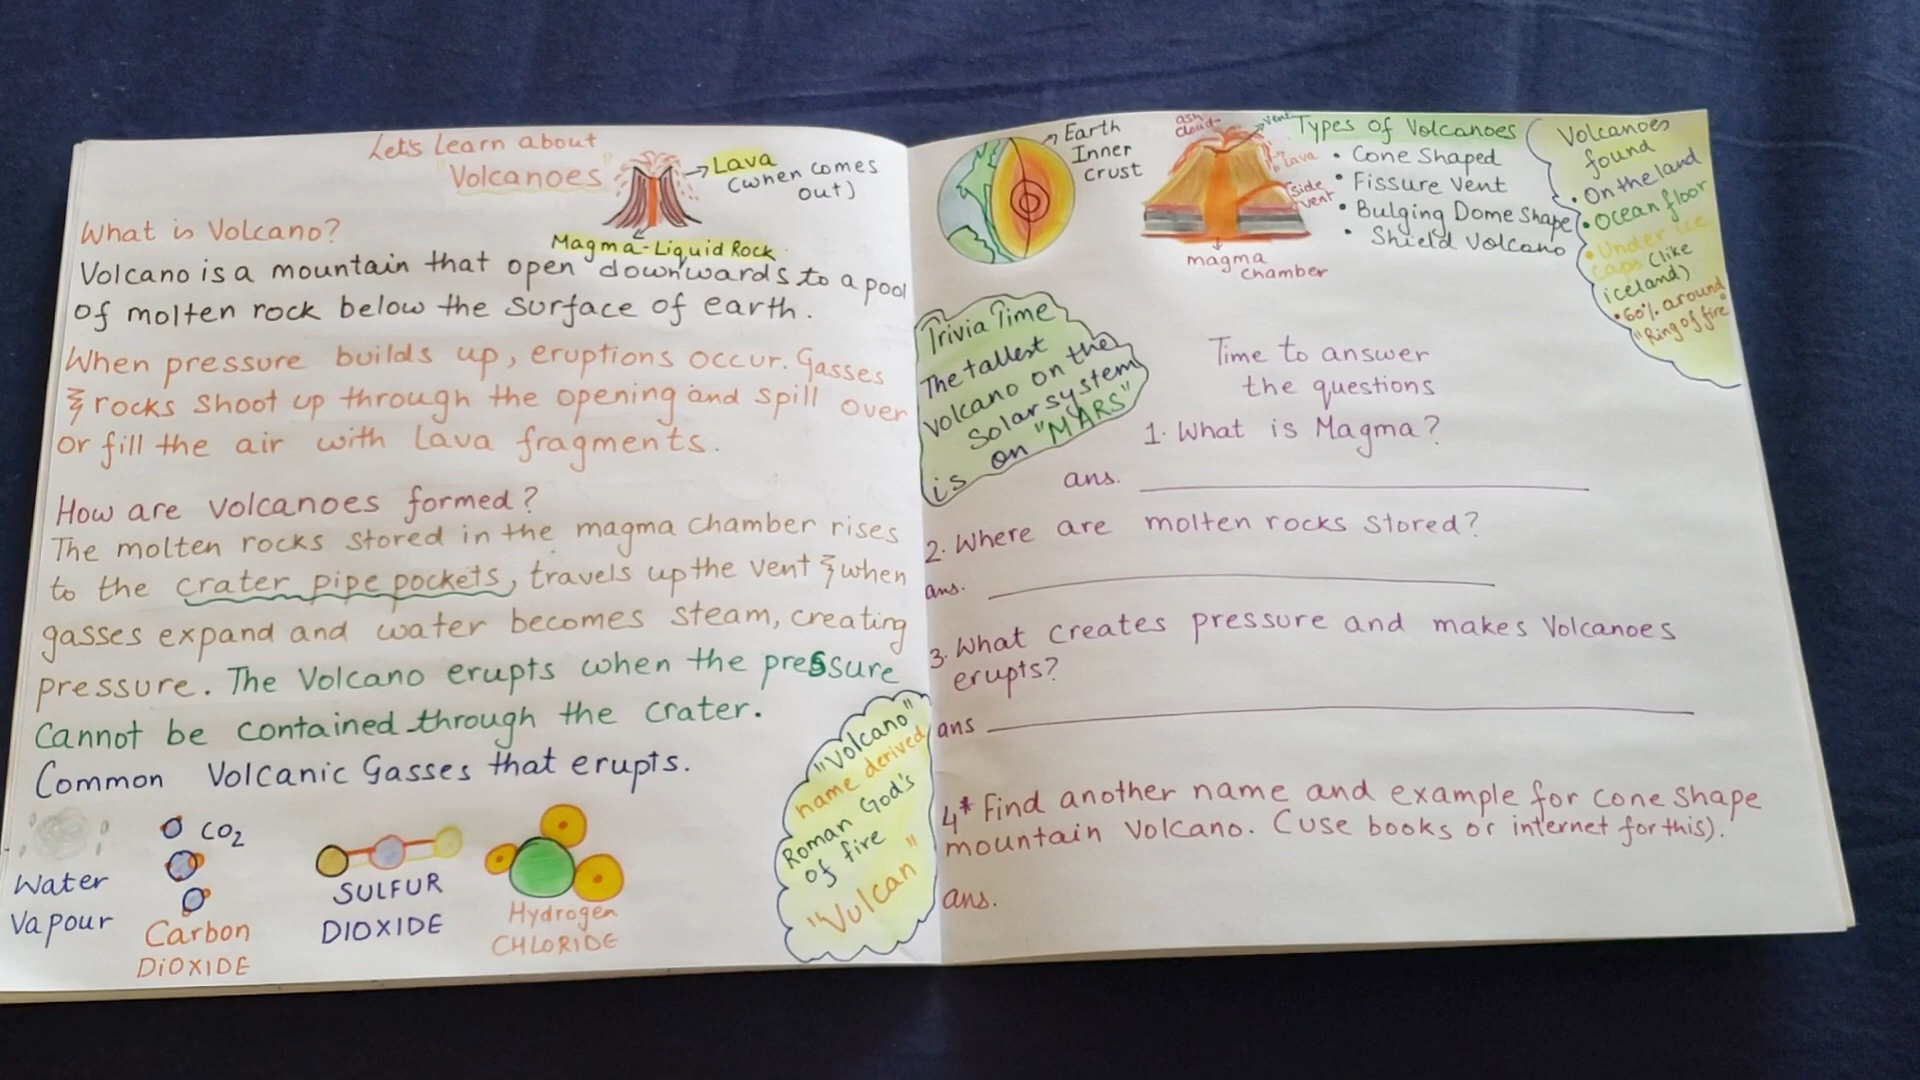 Let's Learn about
"Volcanoes"
Lava
(when comes
out)
Magma-Liquid Rock
What is Volcano?
Volcano is a mountain that open downwards to a pool
of molten rock below the surface of earth.
When pressure builds up, eruptions occur. Gasses
& rocks shoot up through the opening and spill over
or fill the air with Lava fragments.
How are volcanoes formed?
The molten rocks stored in the magma chamber rises
to the crater pipe pockets, travels up the vent & when
gasses expand and water becomes steam, creating
pressure. The Volcano erupts when the pressure
cannot be contained through the crater.
Common Volcanic Gasses that erupts.
Water
Vapour
CO2
Carbon
DiOXIDE
SULFUR
DIOXIDE
Hydrogen
CHLORIDE
"Volcano"
name derived
Roman God's
of fire
"Vulcan"
Earth
Inner
crust
ash
cloud
vent
Lava
side
vent
magma
chamber
Types of Volcanoes
• Cone Shaped
• Fissure Vent
• Bulging Dome Shape
• Shield Volcano
Volcanoes
found
• On the land
• Ocean floor
• Under ice
caps (like
iceland)
• 60% around
"Ring of fire"
Trivia Time
The tallest
volcano on the
Solar system
is on "MARS"
Time to answer
the questions
1. What is Magma?
ans.
2. Where are molten rocks stored?
ans.
3. What creates pressure and makes Volcanoes
erupts?
ans
4* Find another name and example for cone shape
mountain Volcano. (use books or internet for this).
ans.